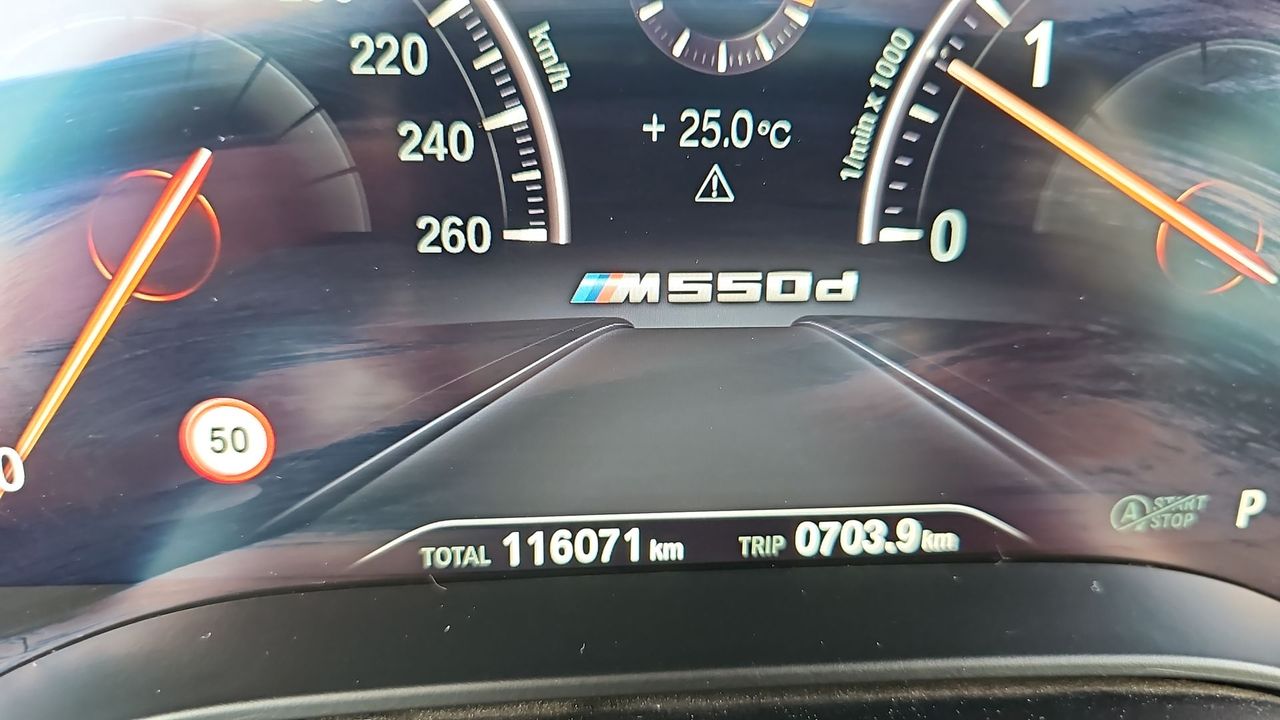 220
km/h
1/min x 1000
1
+ 25.0°C
240
260
0
M550d
50
0
A START STOP
P
TOTAL 116071 km
TRIP 0703.9 km